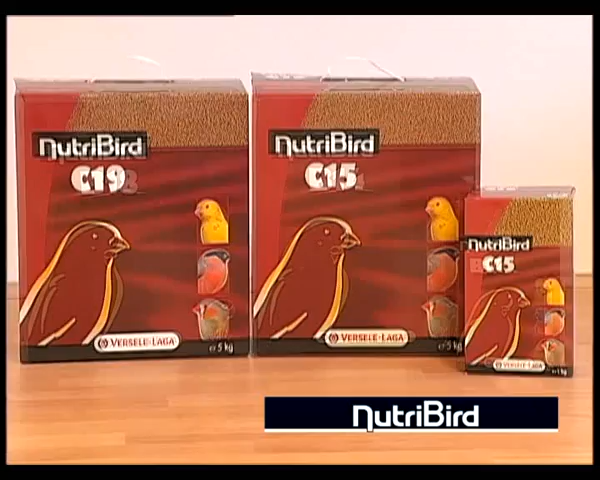 NutriBird
C19
VERSELE-LAGA
e 5 kg
NutriBird
C15
VERSELE-LAGA
e 5 kg
NutriBird
C15
VERSELE-LAGA
e 1 kg
NutriBird